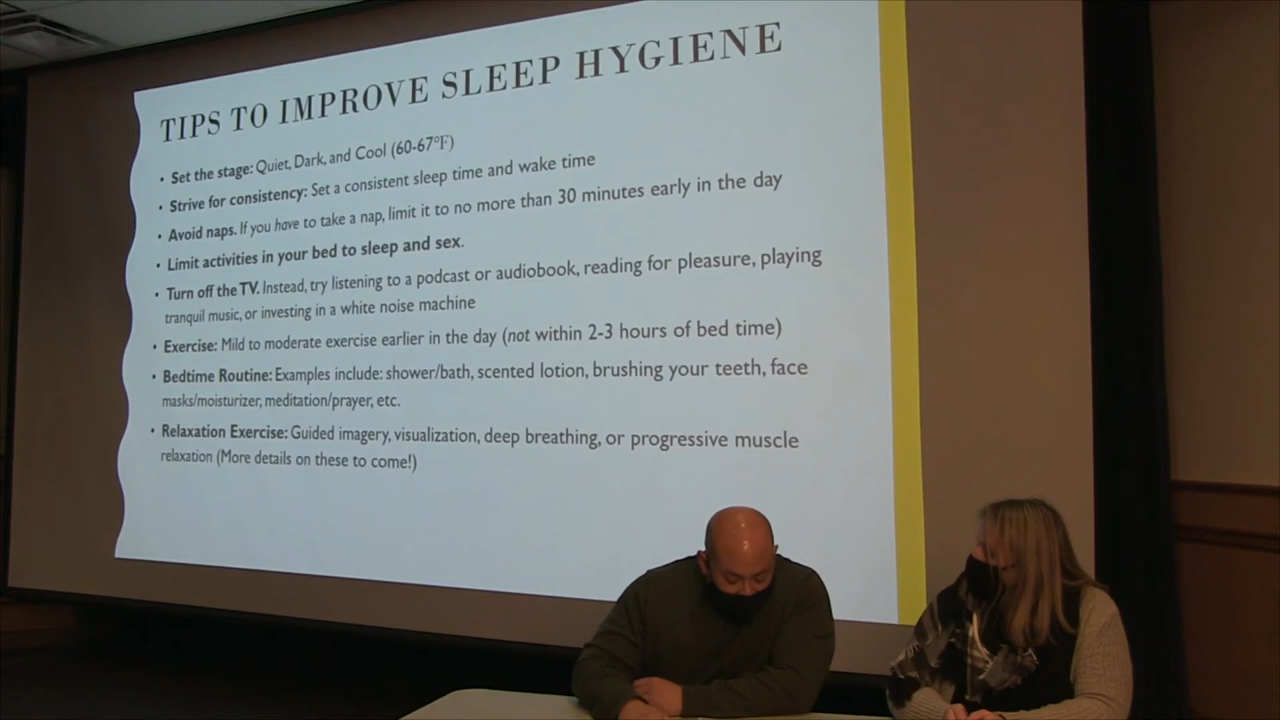 TIPS TO IMPROVE SLEEP HYGIENE
• Set the stage: Quiet, Dark, and Cool (60-67°F)
• Strive for consistency: Set a consistent sleep time and wake time
• Avoid naps. If you have to take a nap, limit it to no more than 30 minutes early in the day
• Limit activities in your bed to sleep and sex.
• Turn off the TV. Instead, try listening to a podcast or audiobook, reading for pleasure, playing
tranquil music, or investing in a white noise machine
• Exercise: Mild to moderate exercise earlier in the day (not within 2-3 hours of bed time)
• Bedtime Routine: Examples include: shower/bath, scented lotion, brushing your teeth, face
masks/moisturizer, meditation/prayer, etc.
• Relaxation Exercise: Guided imagery, visualization, deep breathing, or progressive muscle
relaxation (More details on these to come!)